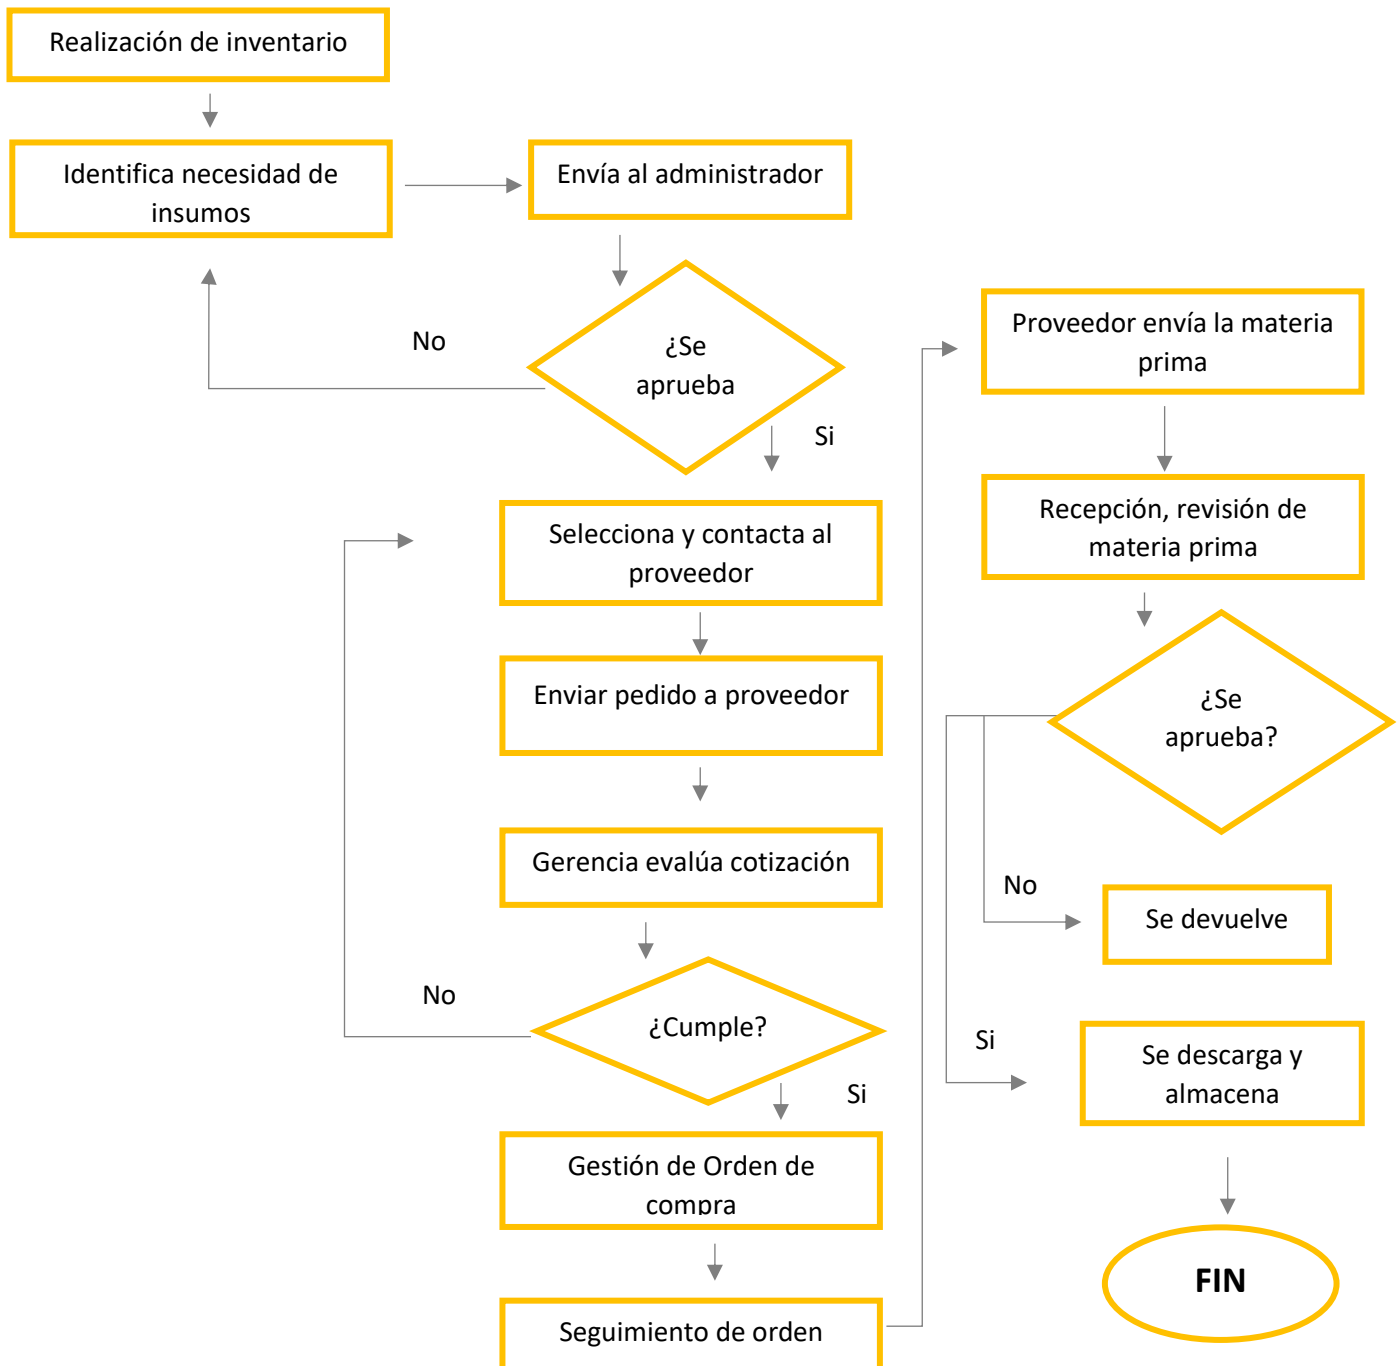 Realización de inventario
Identifica necesidad de
insumos
Envía al administrador
¿Se
aprueba
No
Si
Selecciona y contacta al
proveedor
Enviar pedido a proveedor
Gerencia evalúa cotización
¿Cumple?
No
Si
Gestión de Orden de
compra
Seguimiento de orden
Proveedor envía la materia
prima
Recepción, revisión de
materia prima
¿Se
aprueba?
No
Se devuelve
Si
Se descarga y
almacena
FIN